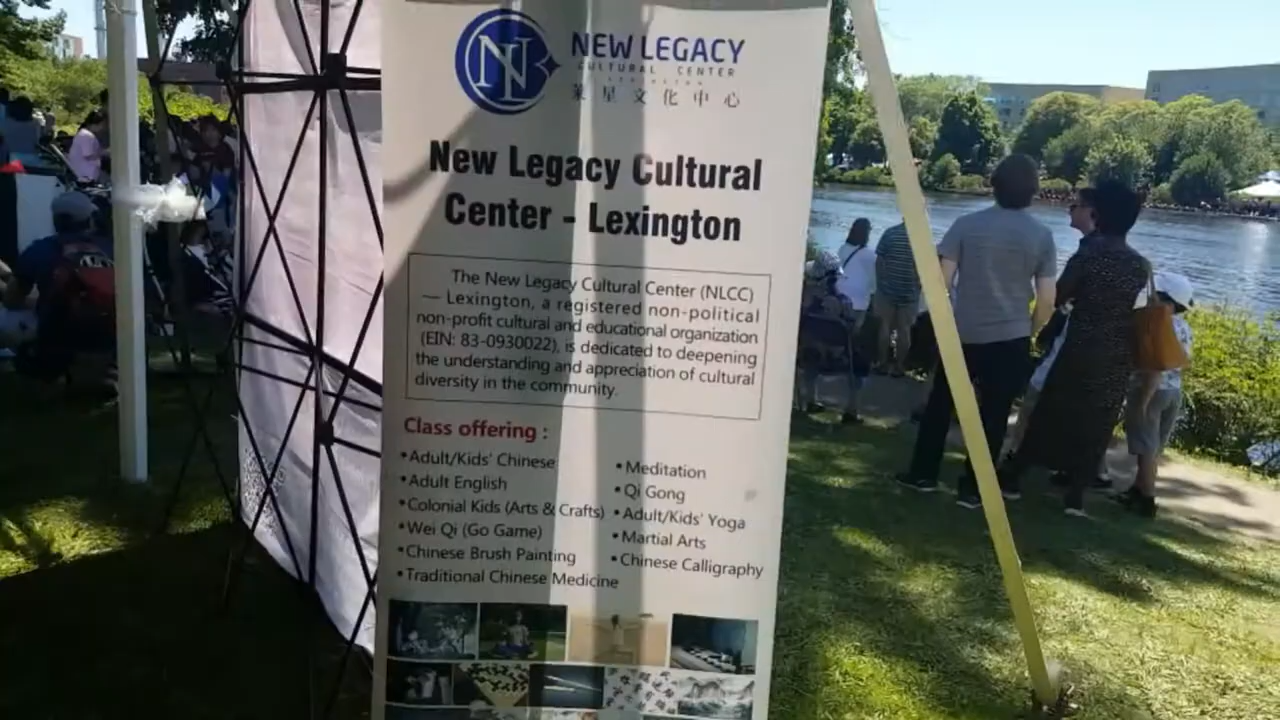 NEW LEGACY
CULTURAL CENTER
LEXINGTON
莱星文化中心
New Legacy Cultural
Center - Lexington
The New Legacy Cultural Center (NLCC)
— Lexington, a registered non-political
non-profit cultural and educational organization
(EIN: 83-0930022), is dedicated to deepening
the understanding and appreciation of cultural
diversity in the community.
Class offering :
•Adult/Kids' Chinese
•Adult English
•Colonial Kids (Arts & Crafts)
•Wei Qi (Go Game)
•Chinese Brush Painting
•Traditional Chinese Medicine
•Meditation
•Qi Gong
•Adult/Kids' Yoga
•Martial Arts
•Chinese Calligraphy